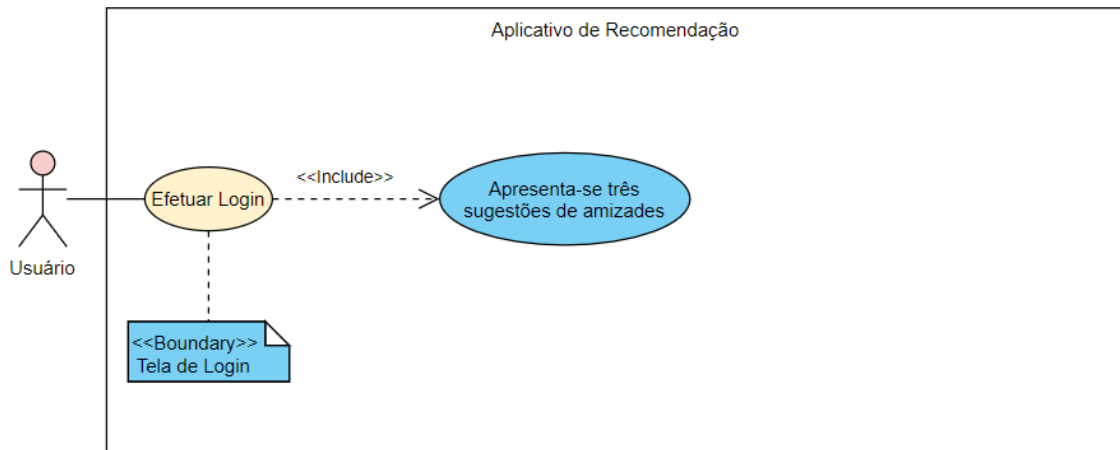 Aplicativo de Recomendação
Usuário
Efetuar Login
<<Include>>
Apresenta-se três
sugestões de amizades
<<Boundary>>
Tela de Login